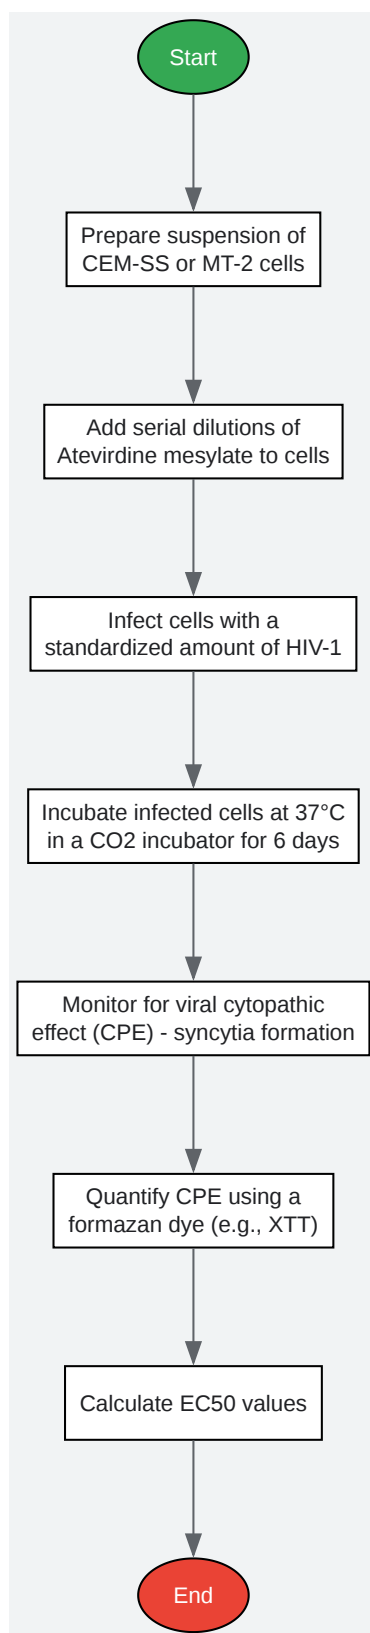 Start
Prepare suspension of
CEM-SS or MT-2 cells
Add serial dilutions of
Atevirdine mesylate to cells
Infect cells with a
standardized amount of HIV-1
Incubate infected cells at 37°C
in a CO2 incubator for 6 days
Monitor for viral cytopathic
effect (CPE) - syncytia formation
Quantify CPE using a
formazan dye (e.g., XTT)
Calculate EC50 values
End